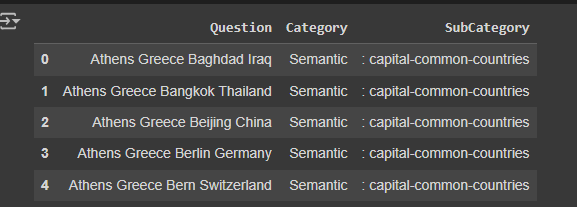 Question Category SubCategory
0 Athens Greece Baghdad Iraq Semantic : capital-common-countries
1 Athens Greece Bangkok Thailand Semantic : capital-common-countries
2 Athens Greece Beijing China Semantic : capital-common-countries
3 Athens Greece Berlin Germany Semantic : capital-common-countries
4 Athens Greece Bern Switzerland Semantic : capital-common-countries